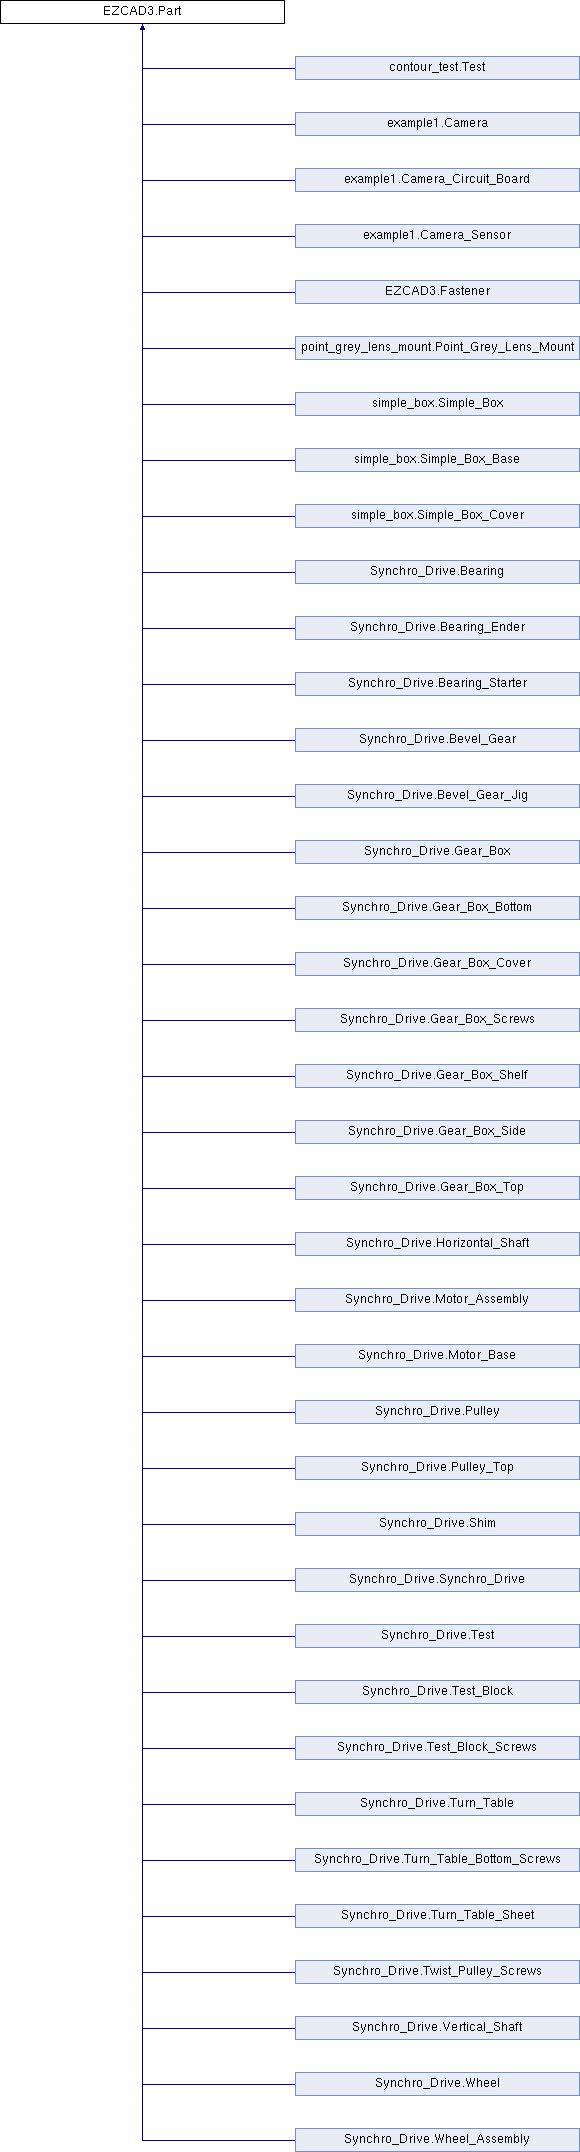 EZCAD3.Part
contour_test.Test
example1.Camera
example1.Camera_Circuit_Board
example1.Camera_Sensor
EZCAD3.Fastener
point_grey_lens_mount.Point_Grey_Lens_Mount
simple_box.Simple_Box
simple_box.Simple_Box_Base
simple_box.Simple_Box_Cover
Synchro_Drive.Bearing
Synchro_Drive.Bearing_Ender
Synchro_Drive.Bearing_Starter
Synchro_Drive.Bevel_Gear
Synchro_Drive.Bevel_Gear_Jig
Synchro_Drive.Gear_Box
Synchro_Drive.Gear_Box_Bottom
Synchro_Drive.Gear_Box_Cover
Synchro_Drive.Gear_Box_Screws
Synchro_Drive.Gear_Box_Shelf
Synchro_Drive.Gear_Box_Side
Synchro_Drive.Gear_Box_Top
Synchro_Drive.Horizontal_Shaft
Synchro_Drive.Motor_Assembly
Synchro_Drive.Motor_Base
Synchro_Drive.Pulley
Synchro_Drive.Pulley_Top
Synchro_Drive.Shim
Synchro_Drive.Synchro_Drive
Synchro_Drive.Test
Synchro_Drive.Test_Block
Synchro_Drive.Test_Block_Screws
Synchro_Drive.Turn_Table
Synchro_Drive.Turn_Table_Bottom_Screws
Synchro_Drive.Turn_Table_Sheet
Synchro_Drive.Twist_Pulley_Screws
Synchro_Drive.Vertical_Shaft
Synchro_Drive.Wheel
Synchro_Drive.Wheel_Assembly